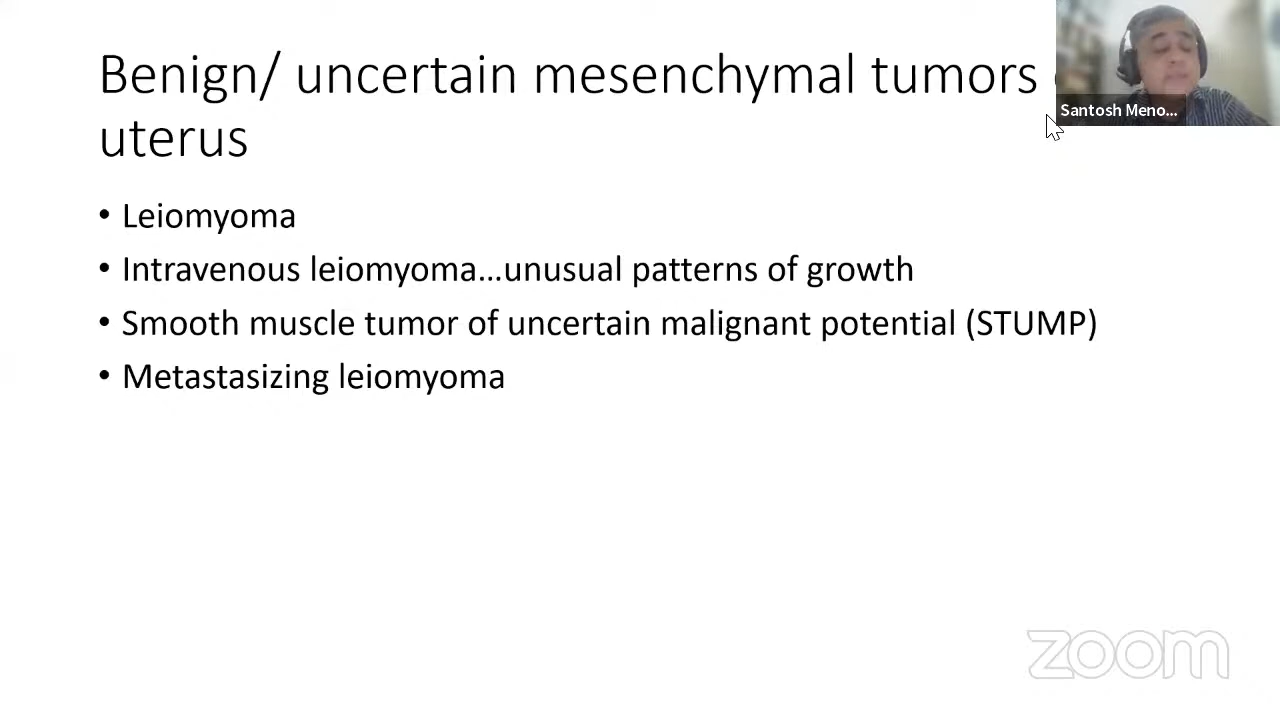 Benign/ uncertain mesenchymal tumors
uterus
• Leiomyoma
• Intravenous leiomyoma...unusual patterns of growth
• Smooth muscle tumor of uncertain malignant potential (STUMP)
• Metastasizing leiomyoma
Santosh Meno...
zoom